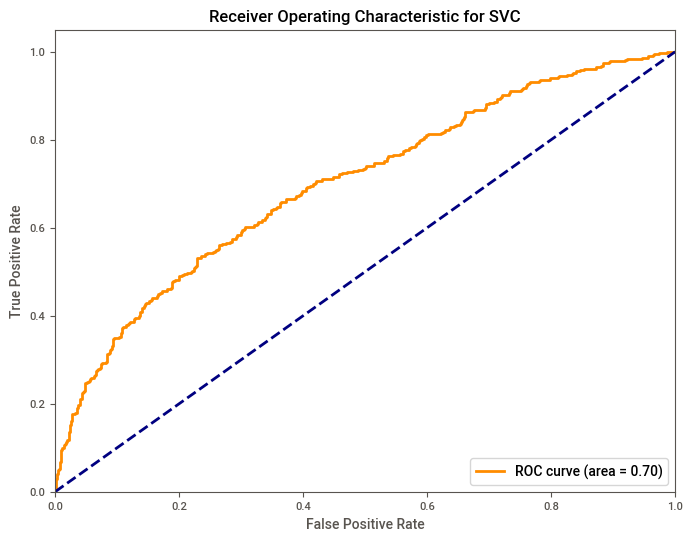 Receiver Operating Characteristic for SVC
True Positive Rate
1.0
0.8
0.6
0.4
0.2
0.0
ROC curve (area = 0.70)
0.0 0.2 0.4 0.6 0.8 1.0
False Positive Rate